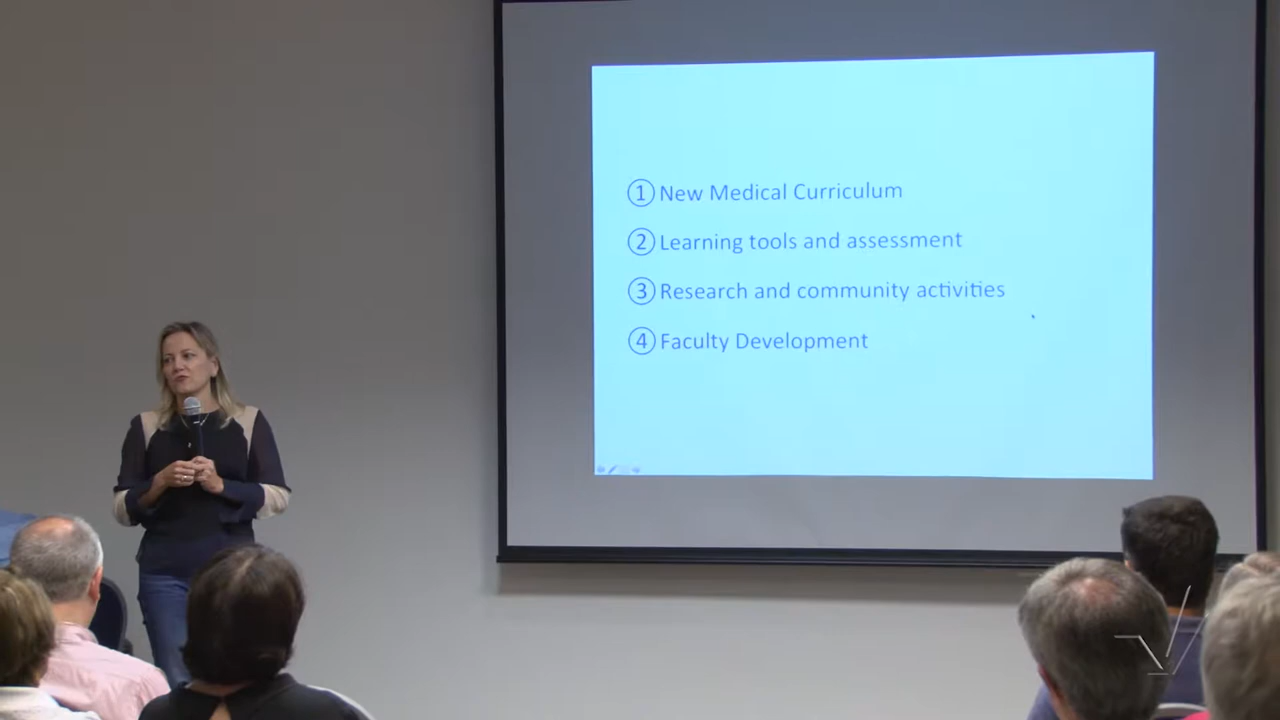 ① New Medical Curriculum
② Learning tools and assessment
③ Research and community activities
④ Faculty Development